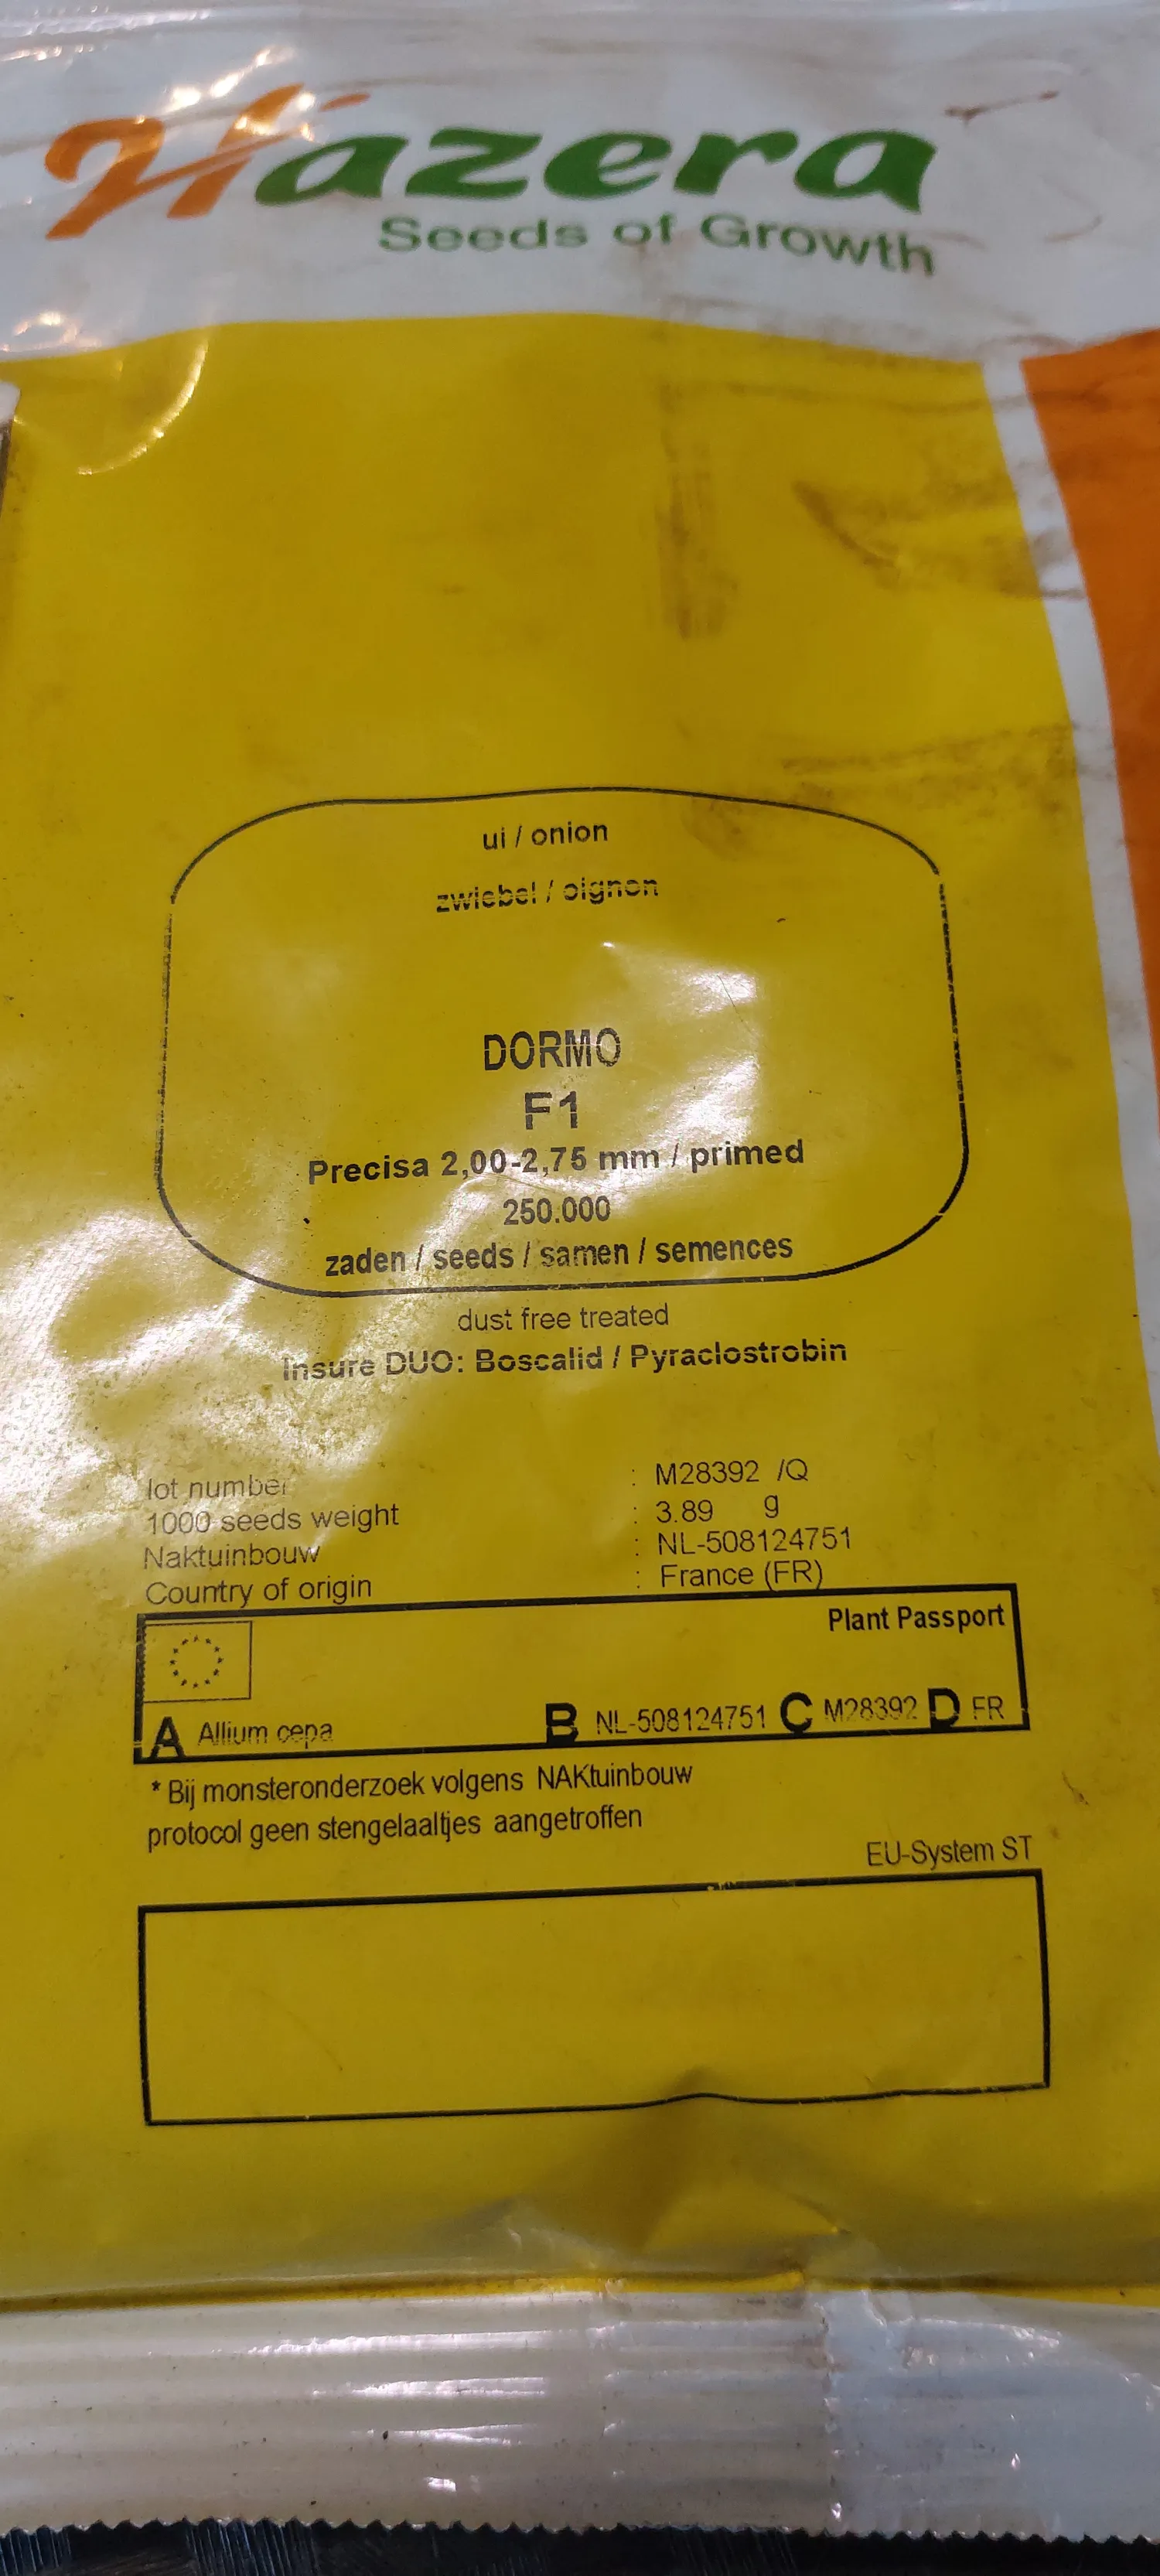 Hazera
Seeds of Growth
ui / onion
zwiebel / oignon
DORMO
F1
Precisa 2,00-2,75 mm / primed
250.000
zaden / seeds / samen / semences
dust free treated
Insure DUO: Boscalid / Pyraclostrobin
lot number : M28392 /Q
1000 seeds weight : 3.89 g
Naktuinbouw : NL-508124751
Country of origin : France (FR)
Plant Passport
A Allium cepa B NL-508124751 C M28392 D FR
* Bij monsteronderzoek volgens NAKtuinbouw
protocol geen stengelaaltjes aangetroffen
EU-System ST